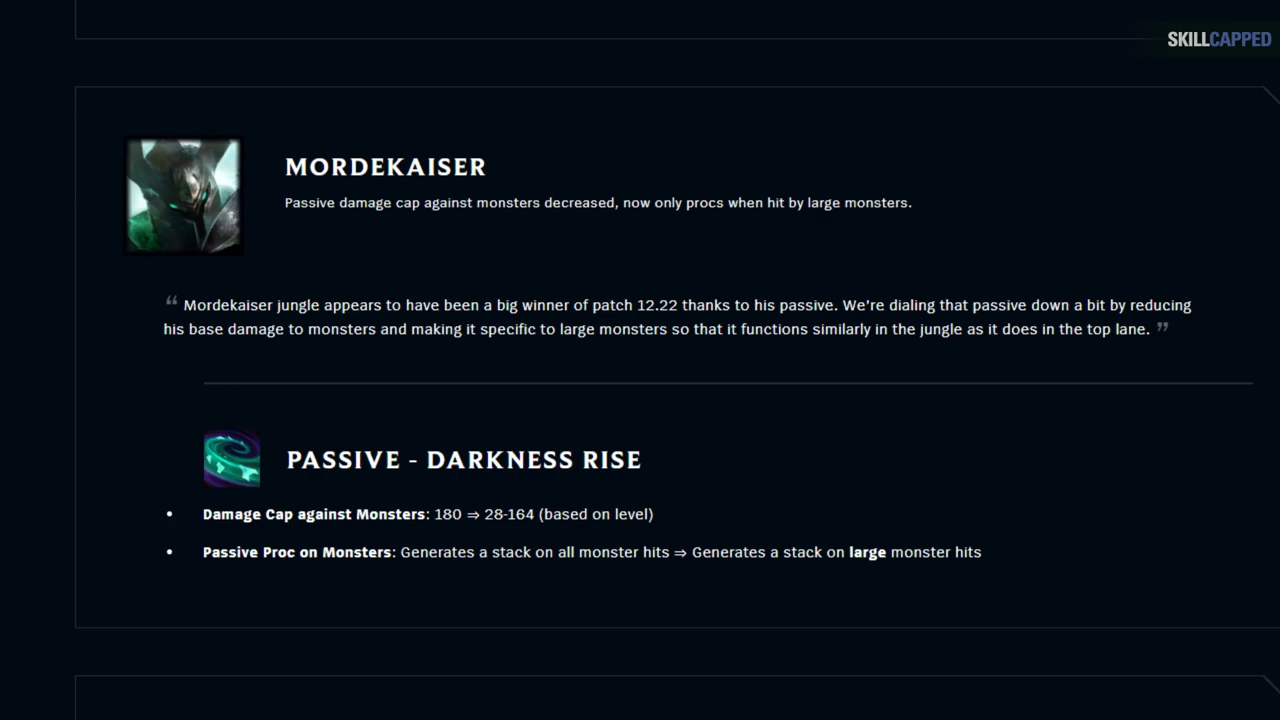 SKILLCAPPED
MORDEKAISER
Passive damage cap against monsters decreased, now only procs when hit by large monsters.
“ Mordekaiser jungle appears to have been a big winner of patch 12.22 thanks to his passive. We’re dialing that passive down a bit by reducing
his base damage to monsters and making it specific to large monsters so that it functions similarly in the jungle as it does in the top lane. ”
PASSIVE - DARKNESS RISE
• Damage Cap against Monsters: 180 ⇒ 28-164 (based on level)
• Passive Proc on Monsters: Generates a stack on all monster hits ⇒ Generates a stack on large monster hits